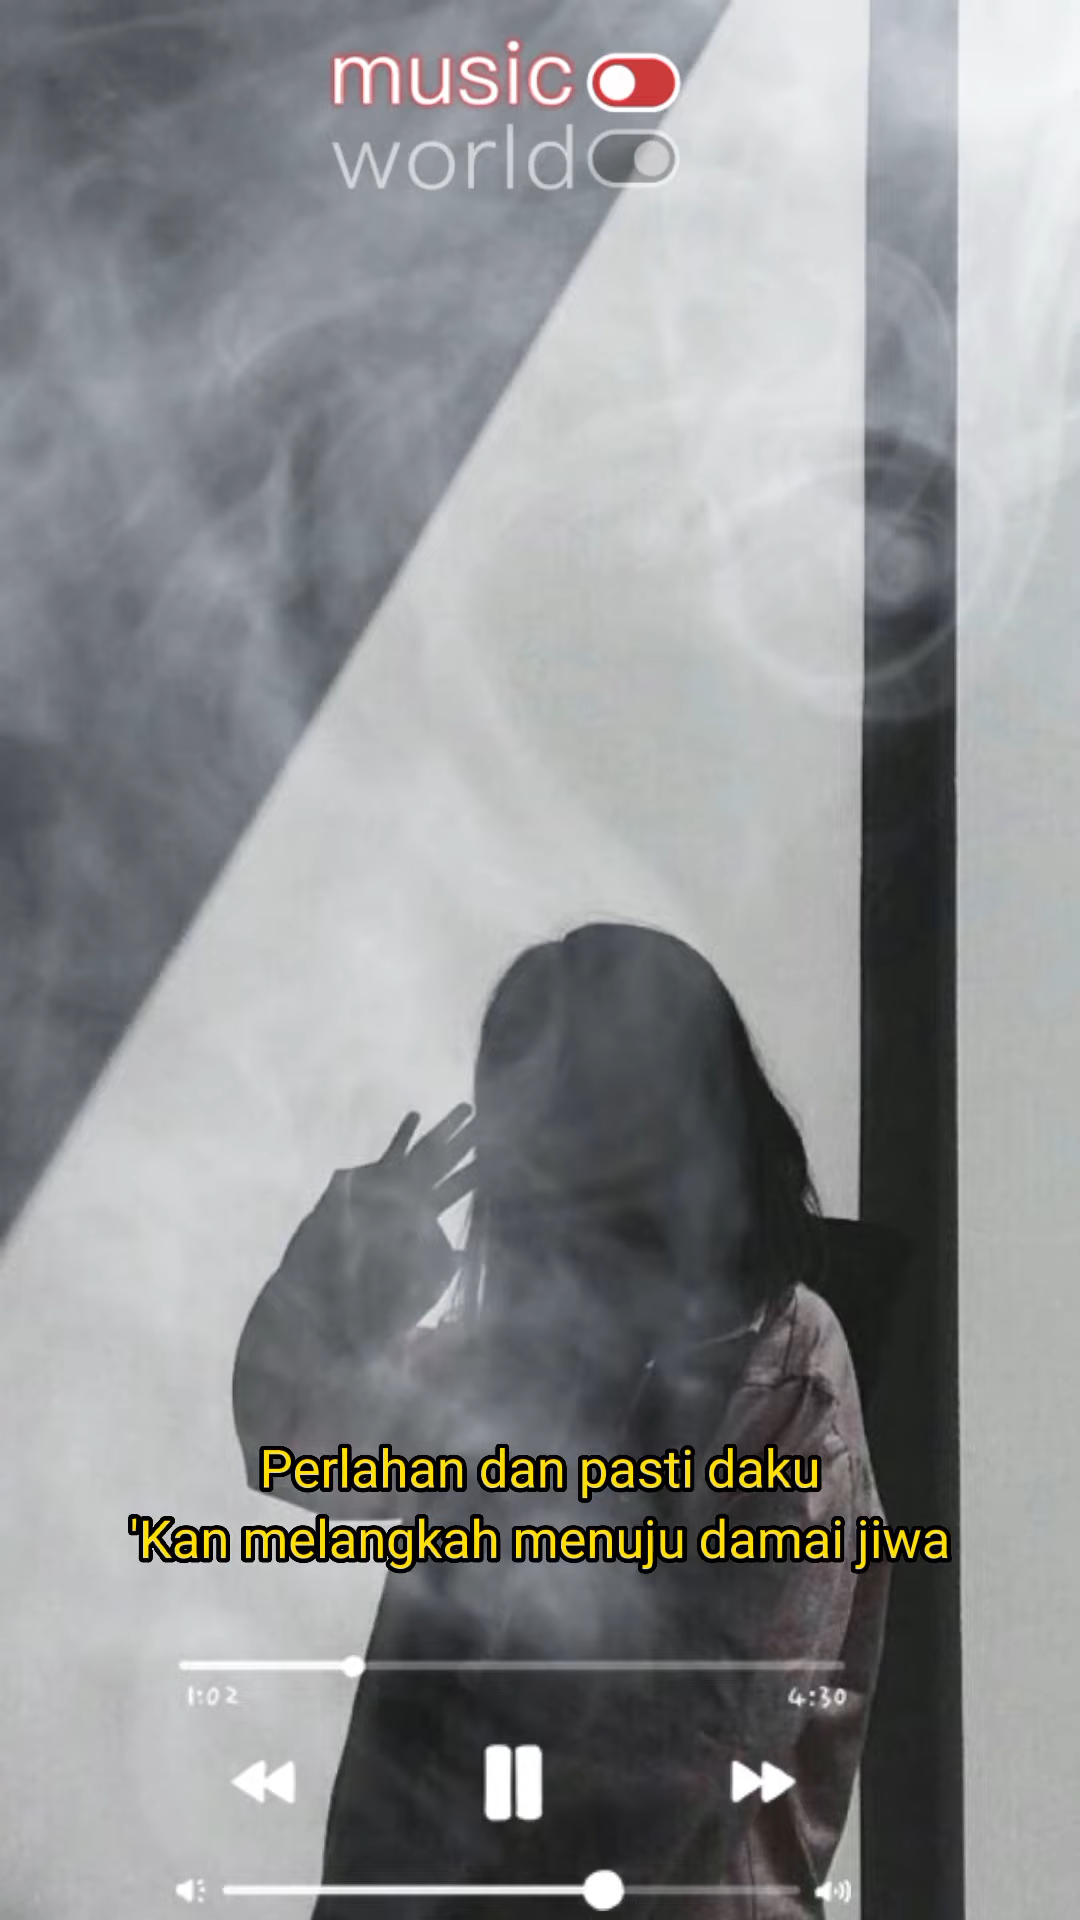 music
world
Perlahan dan pasti daku
'Kan melangkah menuju damai jiwa
1:02
4:30